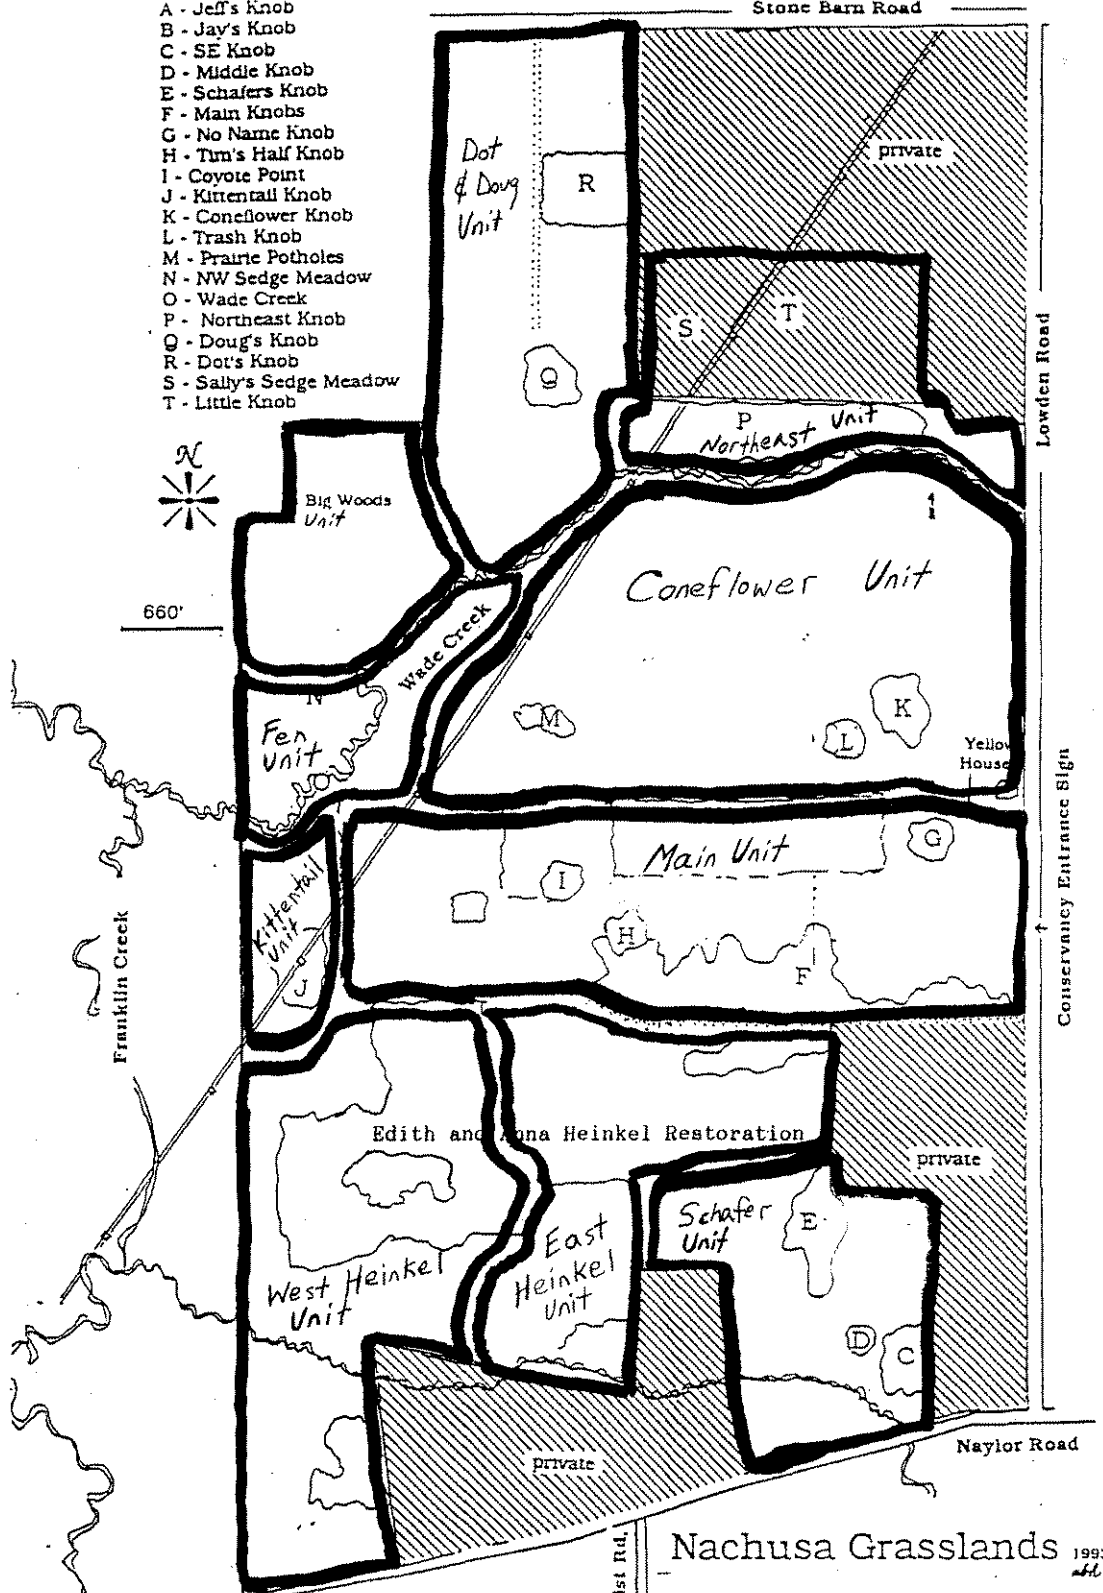 A - Jeff's Knob
B - Jay's Knob
C - SE Knob
D - Middle Knob
E - Schafers Knob
F - Main Knobs
G - No Name Knob
H - Tim's Half Knob
I - Coyote Point
J - Kittentail Knob
K - Coneflower Knob
L - Trash Knob
M - Prairie Potholes
N - NW Sedge Meadow
O - Wade Creek
P - Northeast Knob
Q - Doug's Knob
R - Dot's Knob
S - Sally's Sedge Meadow
T - Little Knob
Stone Barn Road
Dot
& Doug
Unit
R
private
S
T
Lowden Road
Q
P
Northeast Unit
N
Big Woods
Unit
1
Coneflower Unit
660'
Wade Creek
N
Fen
Unit
M
K
L
Yellow
House
Conservancy Entrance Sign
Main Unit
G
I
H
F
Kittentail
Unit
J
Franklin Creek
Edith and Anna Heinkel Restoration
private
Schafer
Unit
E
East
Heinkel
Unit
West Heinkel
Unit
D
C
private
Naylor Road
ist Rd.
Nachusa Grasslands